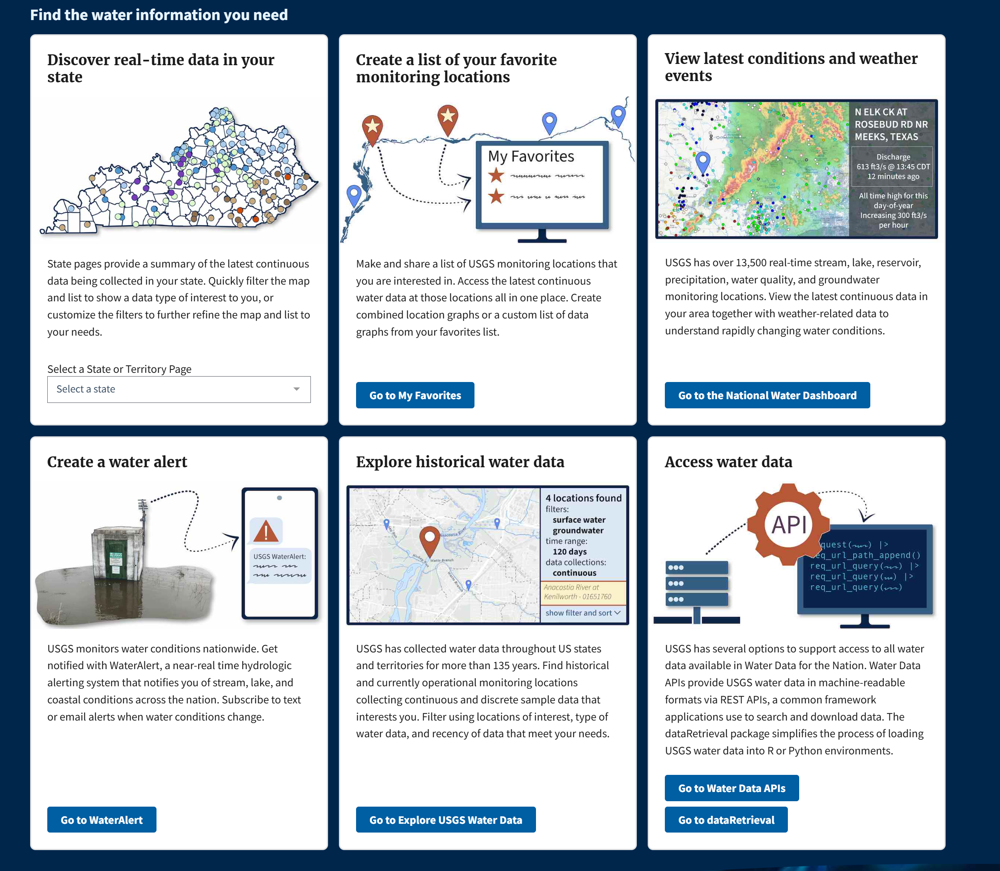 Find the water information you need
Discover real-time data in your
state
State pages provide a summary of the latest continuous
data being collected in your state. Quickly filter the map
and list to show a data type of interest to you, or
customize the filters to further refine the map and list to
your needs.
Select a State or Territory Page
Select a state
Create a list of your favorite
monitoring locations
My Favorites
Make and share a list of USGS monitoring locations that
you are interested in. Access the latest continuous
water data at those locations all in one place. Create
combined location graphs or a custom list of data
graphs from your favorites list.
Go to My Favorites
View latest conditions and weather
events
N ELK CK AT
ROSEBUD RD NR
MEEKS, TEXAS
Discharge
613 ft3/s @ 13:45 CDT
12 minutes ago
All time high for this
day-of-year
Increasing 300 ft3/s
per hour
USGS has over 13,500 real-time stream, lake, reservoir,
precipitation, water quality, and groundwater
monitoring locations. View the latest continuous data in
your area together with weather-related data to
understand rapidly changing water conditions.
Go to the National Water Dashboard
Create a water alert
USGS
USGS WaterAlert:
USGS monitors water conditions nationwide. Get
notified with WaterAlert, a near-real time hydrologic
alerting system that notifies you of stream, lake, and
coastal conditions across the nation. Subscribe to text
or email alerts when water conditions change.
Go to WaterAlert
Explore historical water data
Anacostia River
Hickey Run
Watts Branch
Watts Branch
4 locations found
filters:
surface water
groundwater
time range:
120 days
data collections:
continuous
Anacostia River at
Kenilworth - 01651760
show filter and sort
USGS has collected water data throughout US states
and territories for more than 135 years. Find historical
and currently operational monitoring locations
collecting continuous and discrete sample data that
interests you. Filter using locations of interest, type of
water data, and recency of data that meet your needs.
Go to Explore USGS Water Data
Access water data
API
quest( ) |>
eq_url_path_append()
req_url_query( ) |>
req_url_query( ) |>
req_url_query( )
USGS has several options to support access to all water
data available in Water Data for the Nation. Water Data
APIs provide USGS water data in machine-readable
formats via REST APIs, a common framework
applications use to search and download data. The
dataRetrieval package simplifies the process of loading
USGS water data into R or Python environments.
Go to Water Data APIs
Go to dataRetrieval